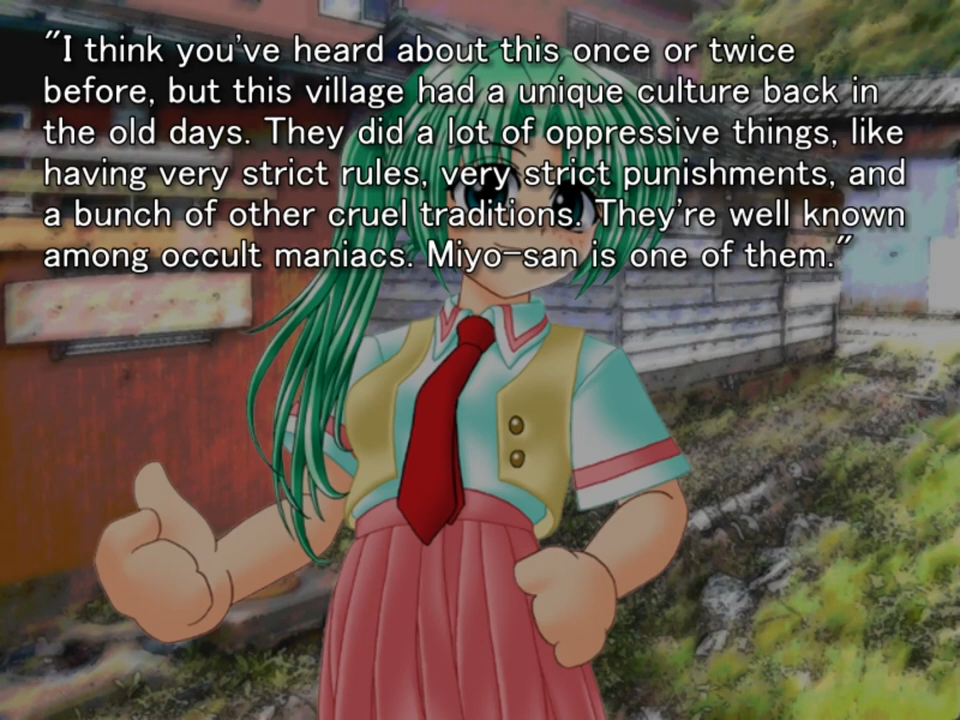 "I think you've heard about this once or twice
before, but this village had a unique culture back in
the old days. They did a lot of oppressive things, like
having very strict rules, very strict punishments, and
a bunch of other cruel traditions. They're well known
among occult maniacs. Miyo-san is one of them."